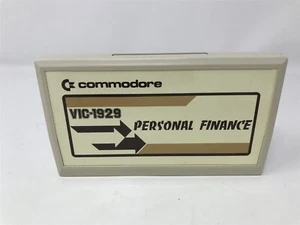 commodore
VIC-1929
PERSONAL FINANCE